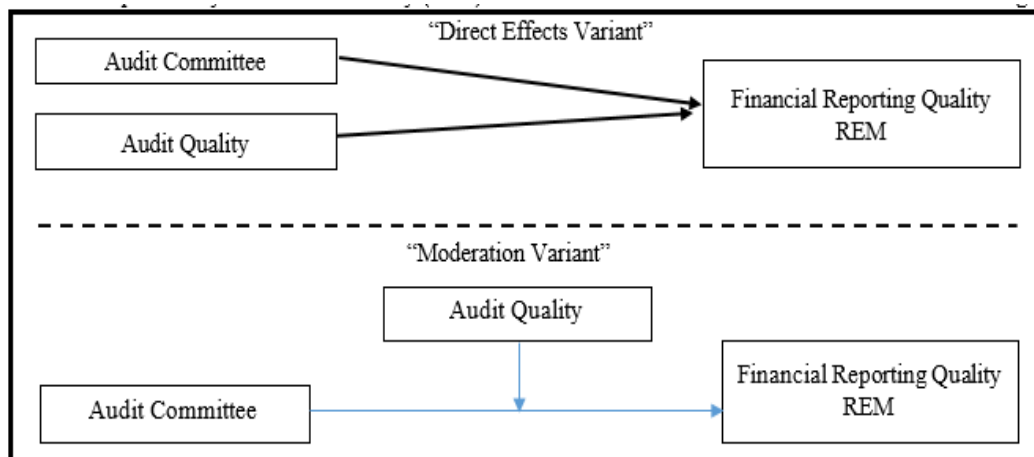 “Direct Effects Variant”
Audit Committee
Financial Reporting Quality
REM
Audit Quality
“Moderation Variant”
Audit Quality
Financial Reporting Quality
REM
Audit Committee